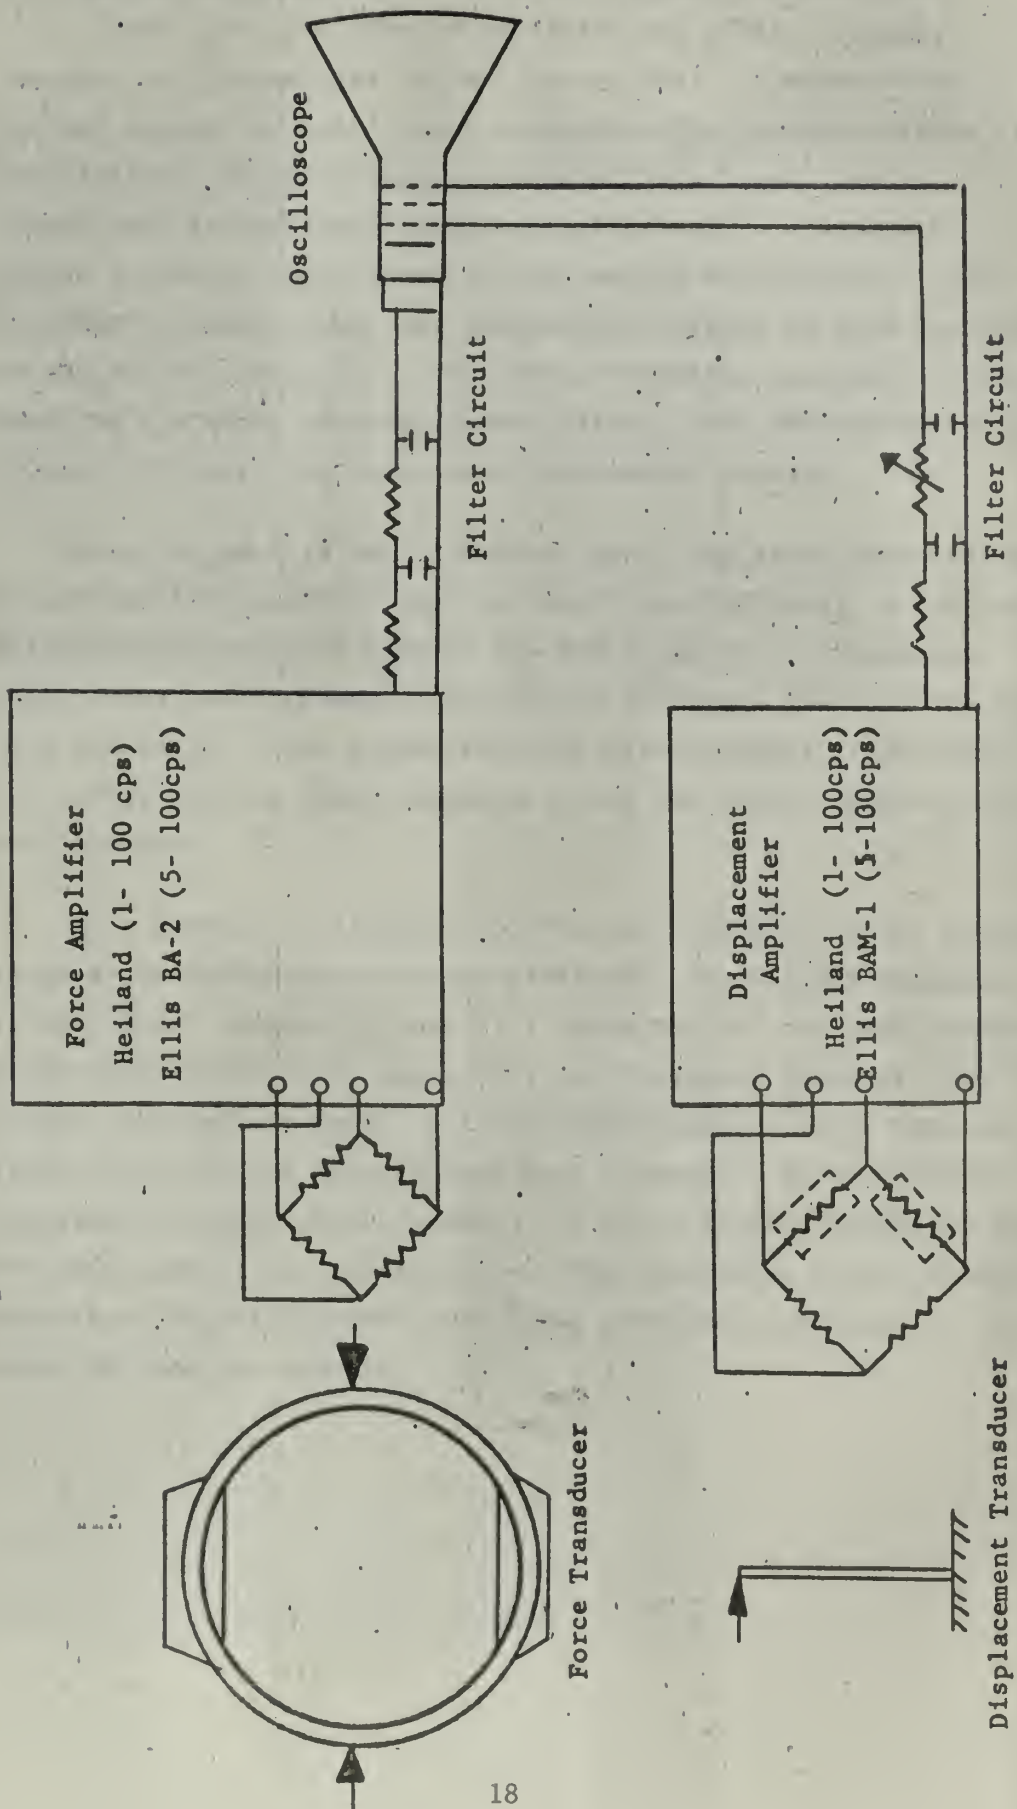 Force Transducer
Force Amplifier
Heiland (1- 100 cps)
Ellis BA-2 (5- 100cps)
Filter Circuit
Oscilloscope
Displacement Transducer
Displacement
Amplifier
Heiland (1- 100cps)
Ellis BAM-1 (5-100cps)
Filter Circuit
18